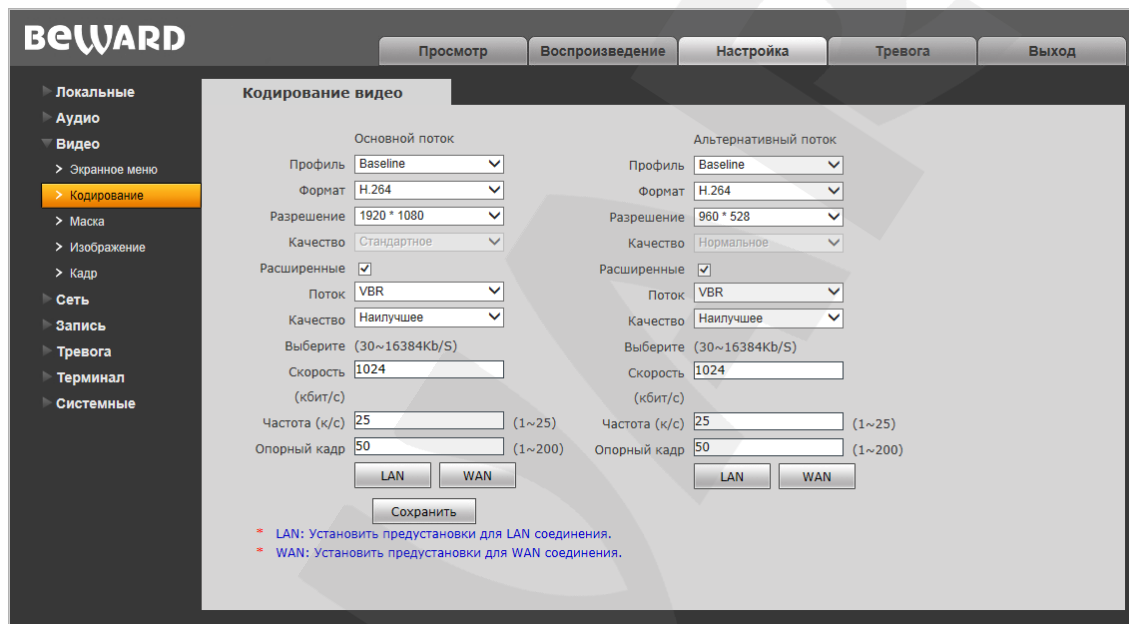 BEWARD
Просмотр Воспроизведение Настройка Тревога Выход
Локальные
Аудио
Видео
Экранное меню
Кодирование
Маска
Изображение
Кадр
Сеть
Запись
Тревога
Терминал
Системные
Кодирование видео
Основной поток
Профиль Baseline
Формат H.264
Разрешение 1920 * 1080
Качество Стандартное
Расширенные
Поток VBR
Качество Наилучшее
Выберите (30~16384Kb/S)
Скорость 1024
(кбит/с)
Частота (к/с) 25 (1~25)
Опорный кадр 50 (1~200)
LAN WAN
Альтернативный поток
Профиль Baseline
Формат H.264
Разрешение 960 * 528
Качество Нормальное
Расширенные
Поток VBR
Качество Наилучшее
Выберите (30~16384Kb/S)
Скорость 1024
(кбит/с)
Частота (к/с) 25 (1~25)
Опорный кадр 50 (1~200)
LAN WAN
Сохранить
* LAN: Установить предустановки для LAN соединения.
* WAN: Установить предустановки для WAN соединения.